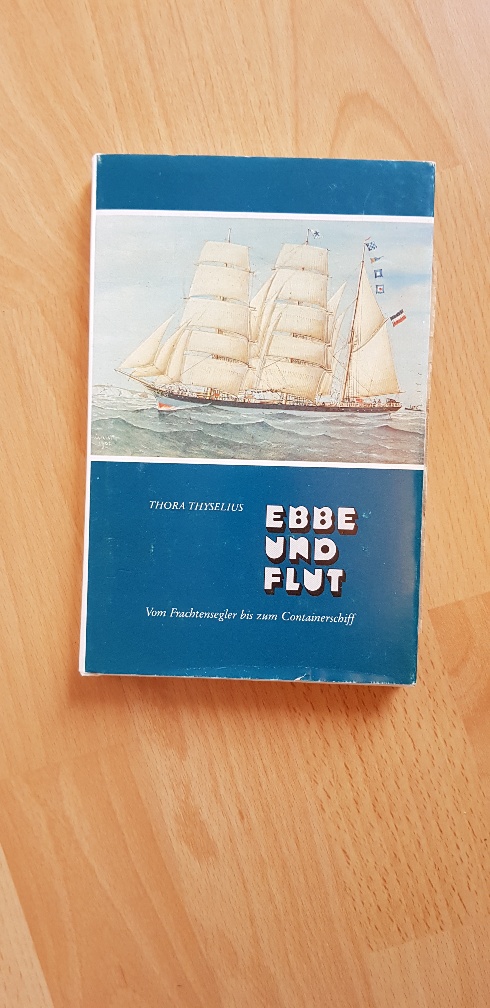 THORA THYSELIUS
EBBE
UND
FLUT
Vom Frachtensegler bis zum Containerschiff